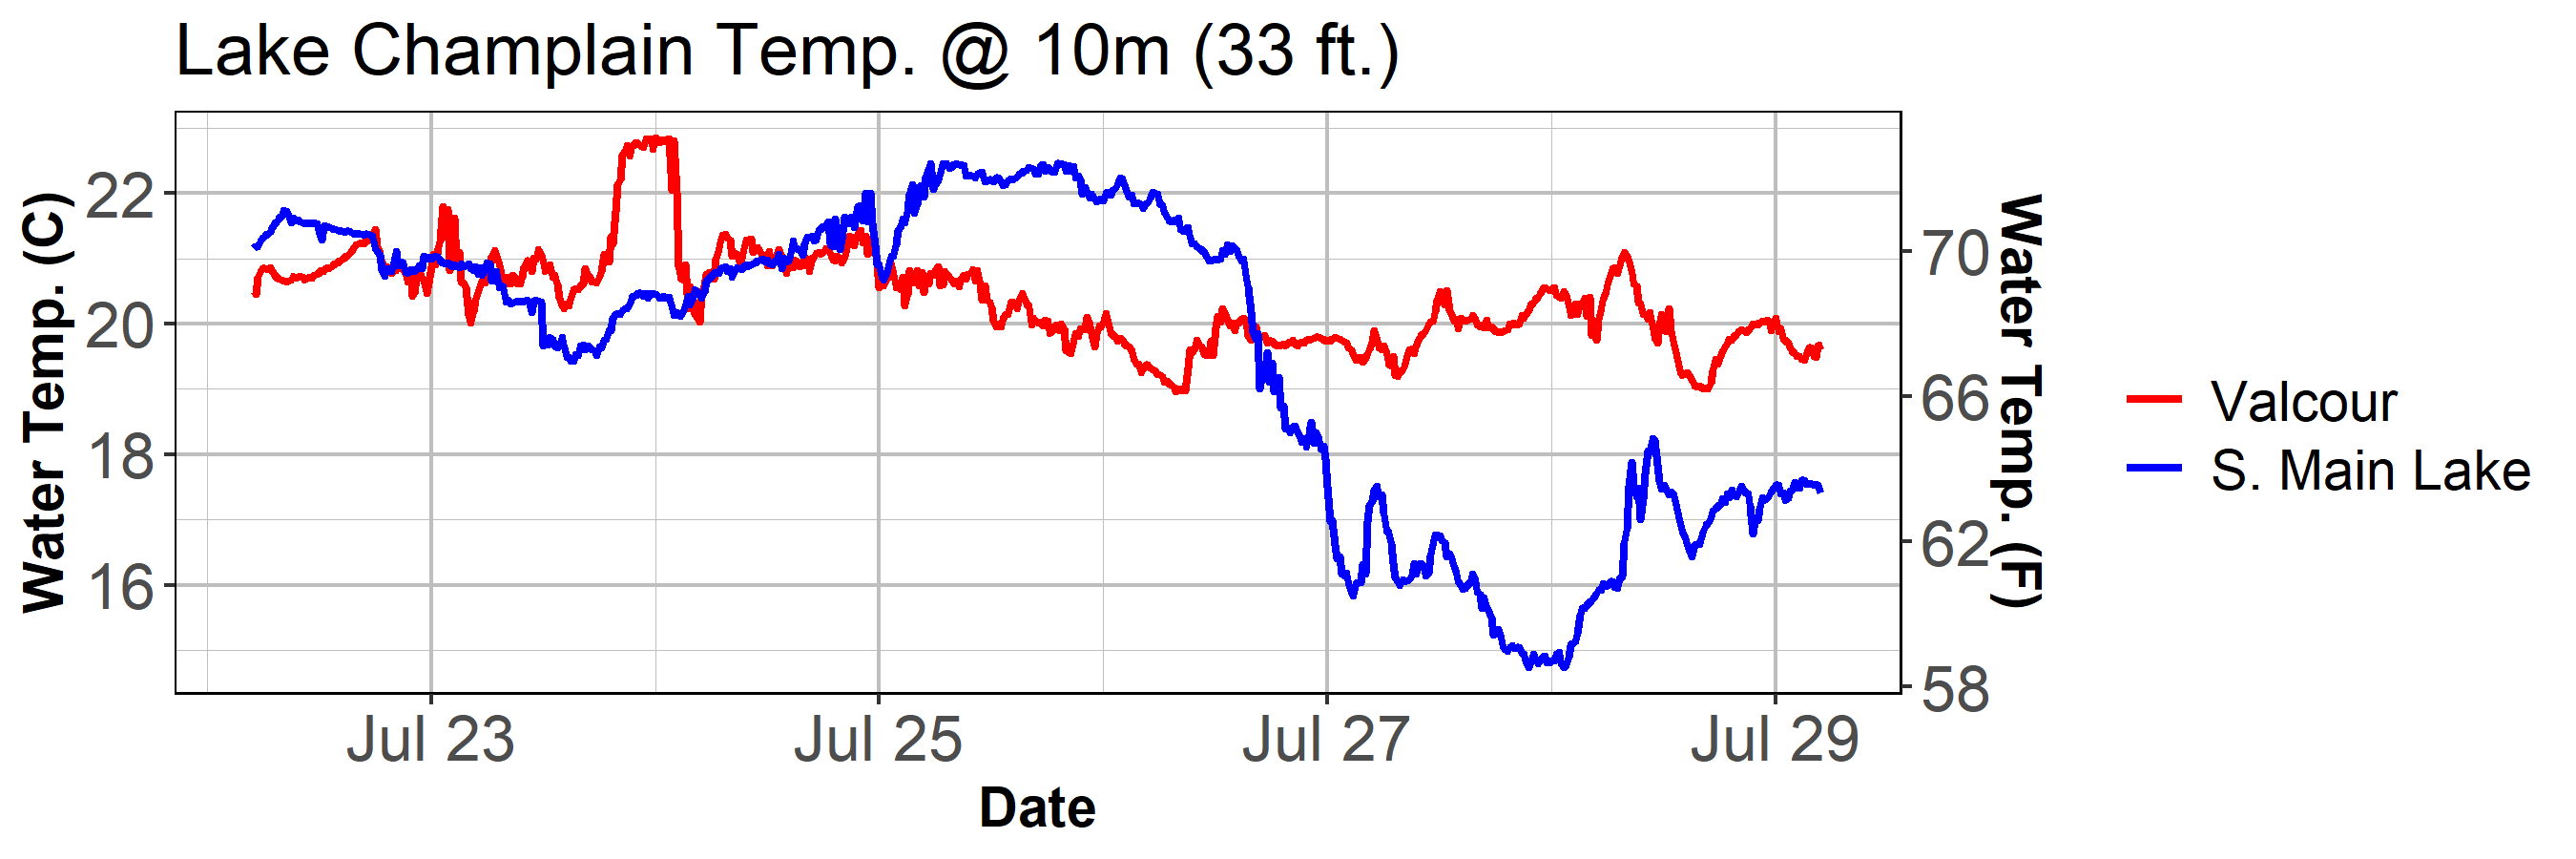 Lake Champlain Temp. @ 10m (33 ft.)
Water Temp. (C)
22
20
18
16
70
66
62
58
Water Temp. (F)
Jul 23
Jul 25
Jul 27
Jul 29
Date
Valcour
S. Main Lake